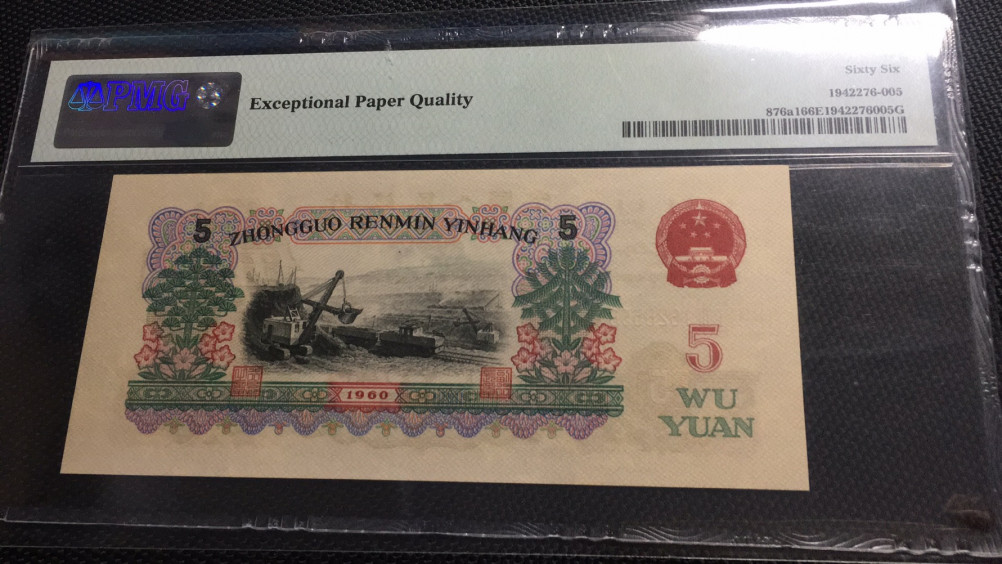 PMG
Exceptional Paper Quality
Sixty Six
1942276-005
876a166E1942276005G
5 ZHONGGUO RENMIN YINHANG 5
5
1960
WU
YUAN